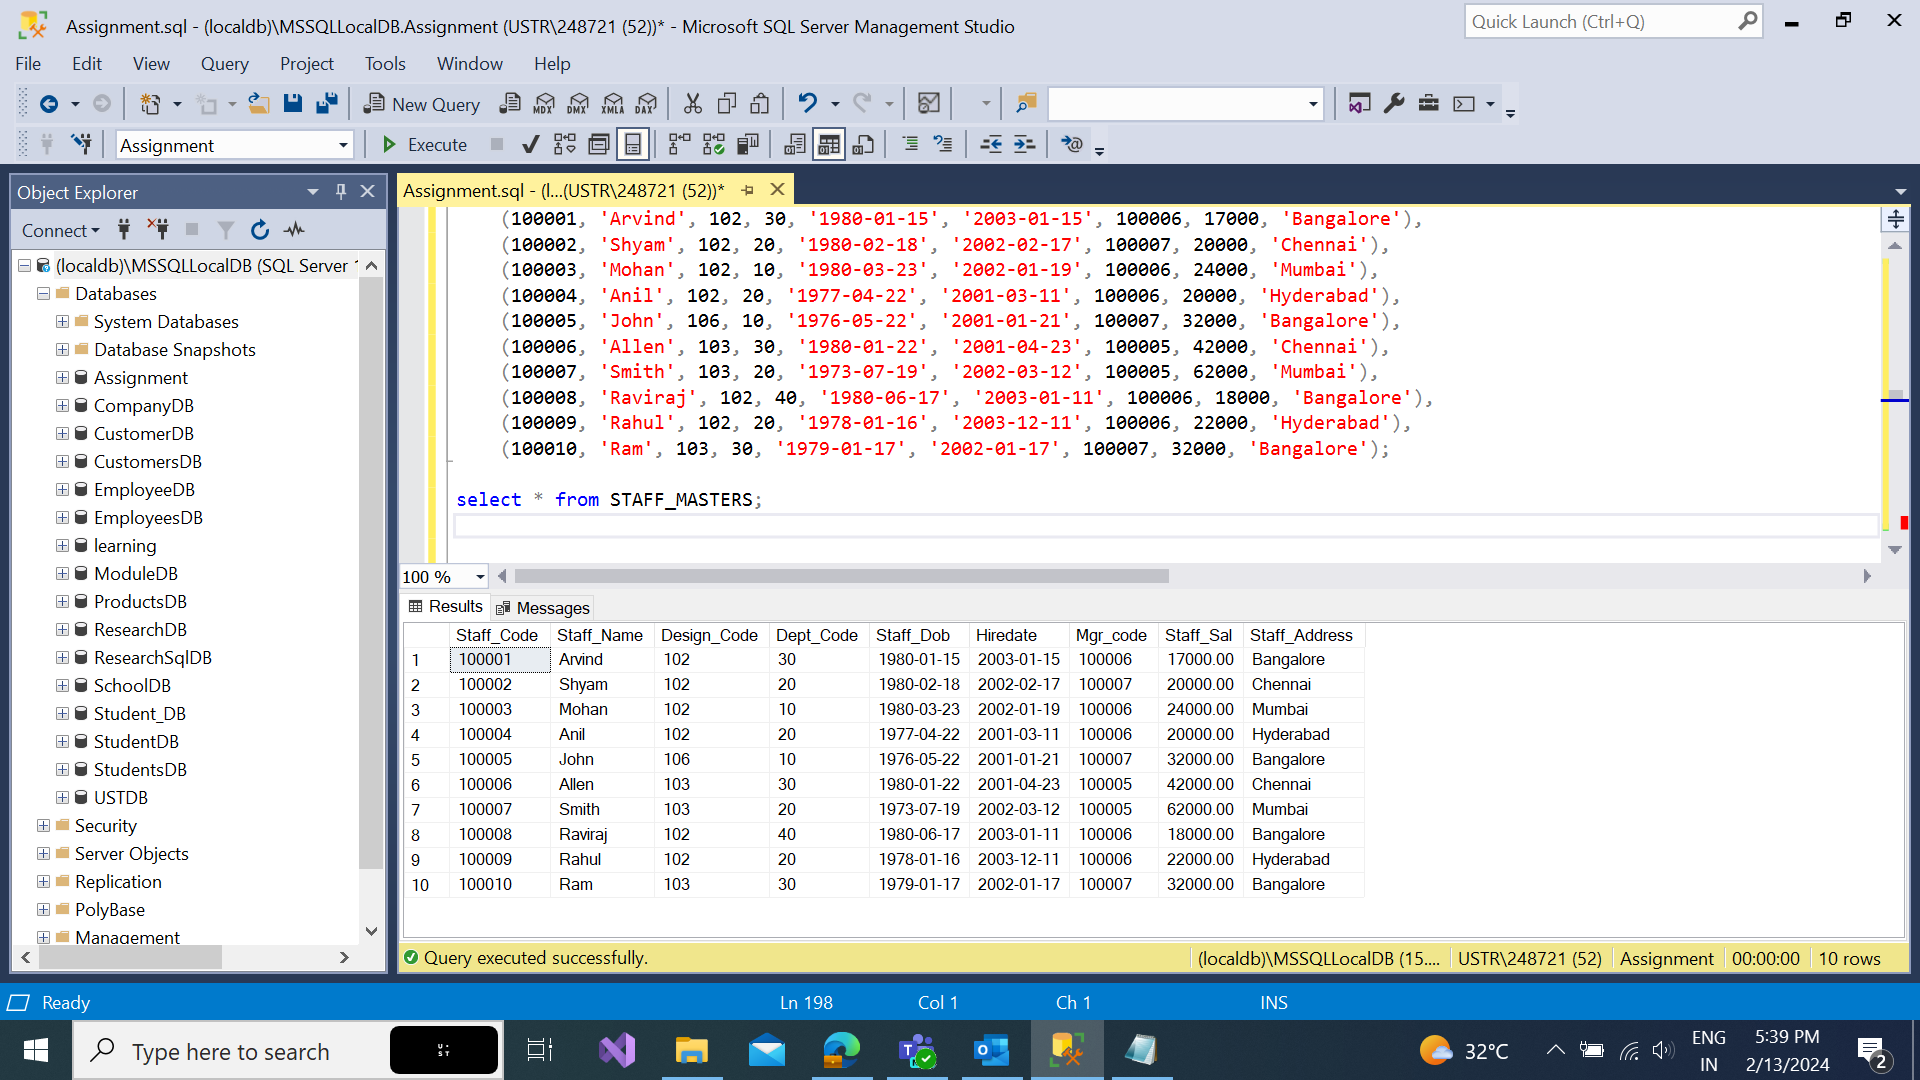 Assignment.sql - (localdb)\MSSQLLocalDB.Assignment (USTR\248721 (52))* - Microsoft SQL Server Management Studio
Quick Launch (Ctrl+Q)
File Edit View Query Project Tools Window Help
New Query MDX DMX XMLA DAX
Assignment Execute
Object Explorer
Connect
(localdb)\MSSQLLocalDB (SQL Server 1
Databases
System Databases
Database Snapshots
Assignment
CompanyDB
CustomerDB
CustomersDB
EmployeeDB
EmployeesDB
learning
ModuleDB
ProductsDB
ResearchDB
ResearchSqlDB
SchoolDB
Student_DB
StudentDB
StudentsDB
USTDB
Security
Server Objects
Replication
PolyBase
Management
Assignment.sql - (l...(USTR\248721 (52))*
(100001, 'Arvind', 102, 30, '1980-01-15', '2003-01-15', 100006, 17000, 'Bangalore'),
(100002, 'Shyam', 102, 20, '1980-02-18', '2002-02-17', 100007, 20000, 'Chennai'),
(100003, 'Mohan', 102, 10, '1980-03-23', '2002-01-19', 100006, 24000, 'Mumbai'),
(100004, 'Anil', 102, 20, '1977-04-22', '2001-03-11', 100006, 20000, 'Hyderabad'),
(100005, 'John', 106, 10, '1976-05-22', '2001-01-21', 100007, 32000, 'Bangalore'),
(100006, 'Allen', 103, 30, '1980-01-22', '2001-04-23', 100005, 42000, 'Chennai'),
(100007, 'Smith', 103, 20, '1973-07-19', '2002-03-12', 100005, 62000, 'Mumbai'),
(100008, 'Raviraj', 102, 40, '1980-06-17', '2003-01-11', 100006, 18000, 'Bangalore'),
(100009, 'Rahul', 102, 20, '1978-01-16', '2003-12-11', 100006, 22000, 'Hyderabad'),
(100010, 'Ram', 103, 30, '1979-01-17', '2002-01-17', 100007, 32000, 'Bangalore');
select * from STAFF_MASTERS;
100 %
Results Messages
Staff_Code Staff_Name Design_Code Dept_Code Staff_Dob Hiredate Mgr_code Staff_Sal Staff_Address
1 100001 Arvind 102 30 1980-01-15 2003-01-15 100006 17000.00 Bangalore
2 100002 Shyam 102 20 1980-02-18 2002-02-17 100007 20000.00 Chennai
3 100003 Mohan 102 10 1980-03-23 2002-01-19 100006 24000.00 Mumbai
4 100004 Anil 102 20 1977-04-22 2001-03-11 100006 20000.00 Hyderabad
5 100005 John 106 10 1976-05-22 2001-01-21 100007 32000.00 Bangalore
6 100006 Allen 103 30 1980-01-22 2001-04-23 100005 42000.00 Chennai
7 100007 Smith 103 20 1973-07-19 2002-03-12 100005 62000.00 Mumbai
8 100008 Raviraj 102 40 1980-06-17 2003-01-11 100006 18000.00 Bangalore
9 100009 Rahul 102 20 1978-01-16 2003-12-11 100006 22000.00 Hyderabad
10 100010 Ram 103 30 1979-01-17 2002-01-17 100007 32000.00 Bangalore
Query executed successfully. (localdb)\MSSQLLocalDB (15.... USTR\248721 (52) Assignment 00:00:00 10 rows
Ready Ln 198 Col 1 Ch 1 INS
Type here to search
32°C
ENG
IN
5:39 PM
2/13/2024
2